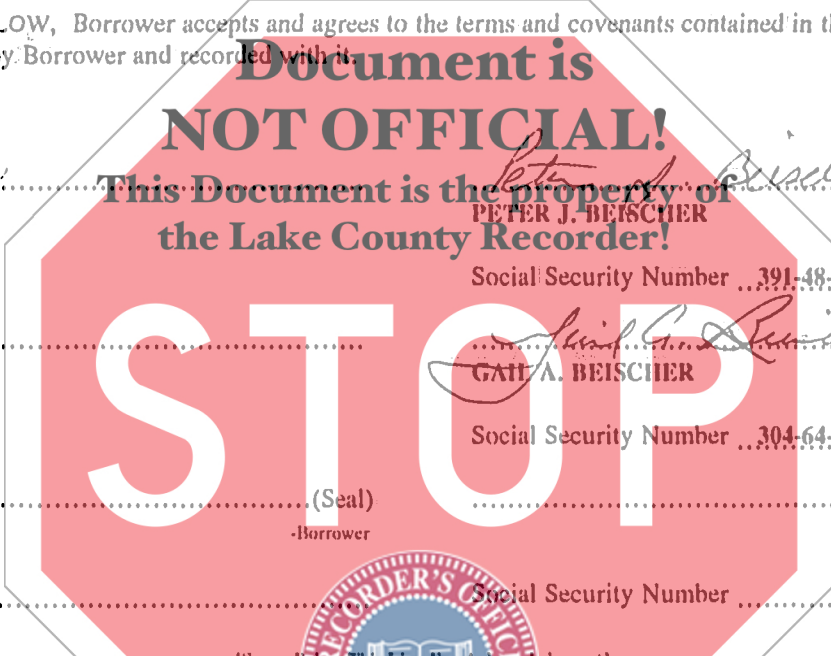 LOW, Borrower accepts and agrees to the terms and covenants contained in
y Borrower and recorded with it.
Document is
NOT OFFICIAL!
This Document is the property of
the Lake County Recorder!
PETER J. BEISCHER
Social Security Number 391-48-
STOP
GAIL A. BEISCHER
Social Security Number 304-64-
(Seal)
-Borrower
Social Security Number
RECORDER'S OFFIC